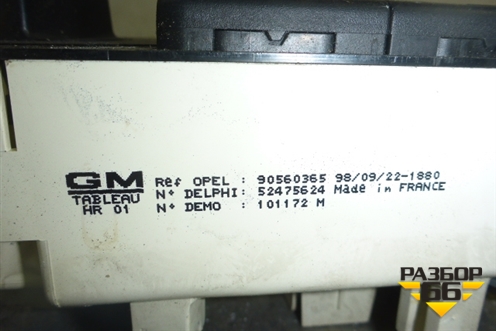 GM
TABLEAU
HR 01
Ref OPEL : 90560365 98/09/22-1880
N° DELPHI: 52475624 Made in FRANCE
N° DEMO : 101172 M
РАЗБОР
66